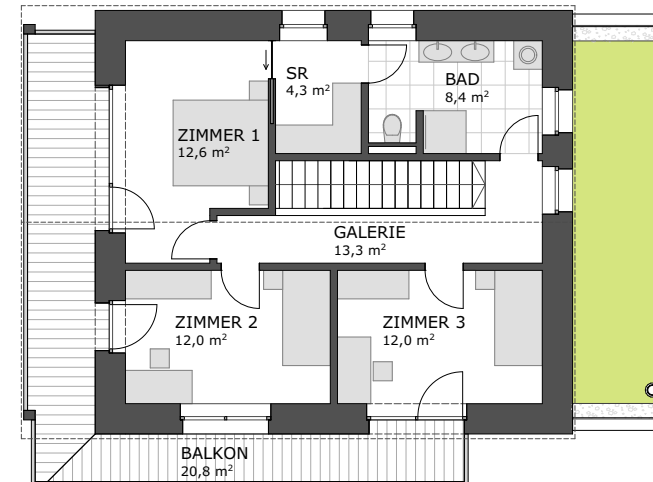 SR
4,3 m²
BAD
8,4 m²
ZIMMER 1
12,6 m²
GALERIE
13,3 m²
ZIMMER 2
12,0 m²
ZIMMER 3
12,0 m²
BALKON
20,8 m²